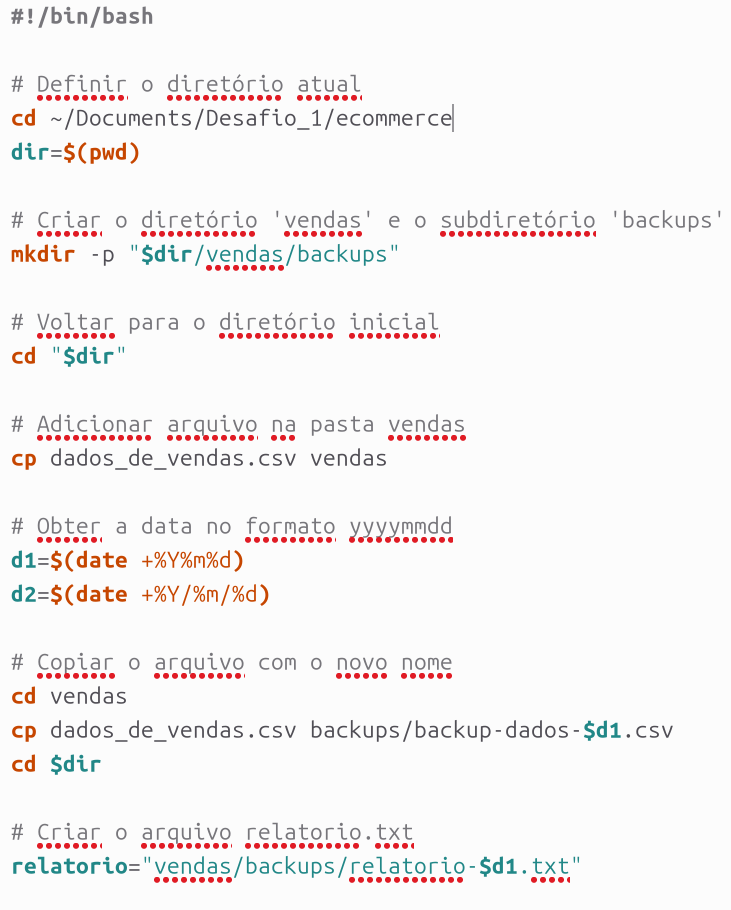 #!/bin/bash
# Definir o diretório atual
cd ~/Documents/Desafio_1/ecommerce
dir=$(pwd)
# Criar o diretório 'vendas' e o subdiretório 'backups'
mkdir -p "$dir/vendas/backups"
# Voltar para o diretório inicial
cd "$dir"
# Adicionar arquivo na pasta vendas
cp dados_de_vendas.csv vendas
# Obter a data no formato yyyymmdd
d1=$(date +%Y%m%d)
d2=$(date +%Y/%m/%d)
# Copiar o arquivo com o novo nome
cd vendas
cp dados_de_vendas.csv backups/backup-dados-$d1.csv
cd $dir
# Criar o arquivo relatorio.txt
relatorio="vendas/backups/relatorio-$d1.txt"